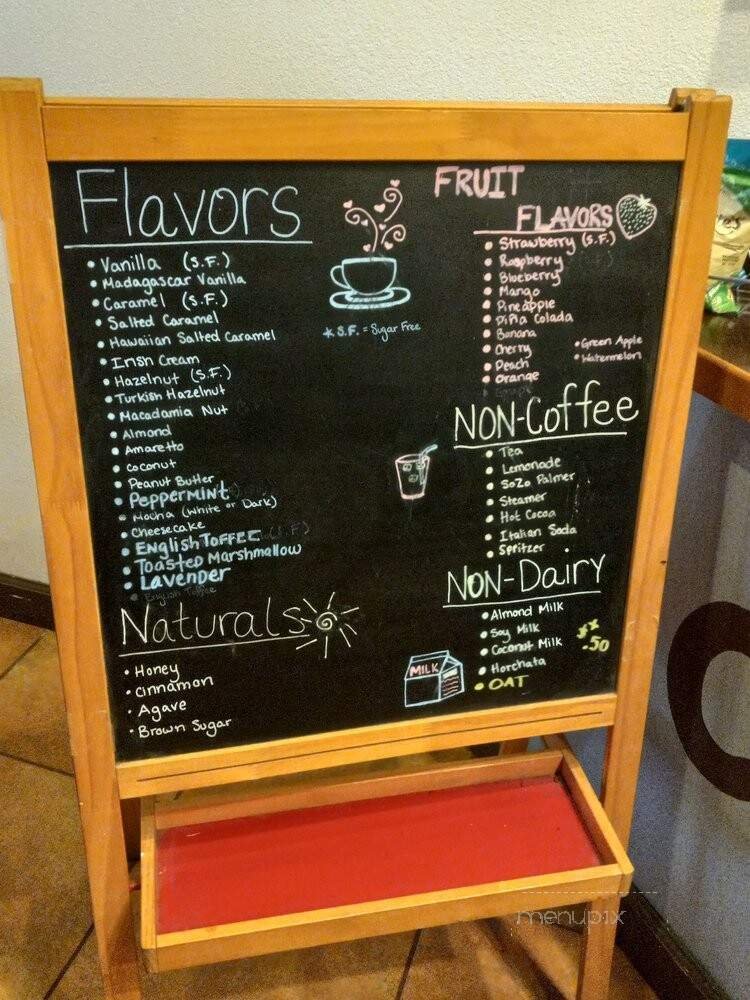 Flavors
• Vanilla (S.F.)
• Madagascar Vanilla
• Caramel (S.F.)
• Salted Caramel
• Hawaiian Salted Caramel
• Irish Cream
• Hazelnut (S.F.)
• Turkish Hazelnut
• Macadamia Nut
• Almond
• Amaretto
• Coconut
• Peanut Butter
• PEPPERMINT
• Mocha (White or Dark)
• Cheesecake
• ENGLISH TOFFEE
• TOASTED MARSHMALLOW
• LAVENDER
• English Toffee
Naturals
• Honey
• Cinnamon
• Agave
• Brown Sugar
* S.F. = Sugar Free
FRUIT
FLAVORS
• Strawberry (S.F.)
• Raspberry
• Blueberry
• Mango
• Pineapple
• Piña Colada
• Banana
• Cherry
• Peach
• Orange
• Green Apple
• Watermelon
NON-Coffee
• Tea
• Lemonade
• SoZo Palmer
• Steamer
• Hot Cocoa
• Italian Soda
• Spritzer
NON-Dairy
• Almond Milk
• Soy Milk
• Coconut Milk
• Horchata
• OAT
.50
MILK
menupix